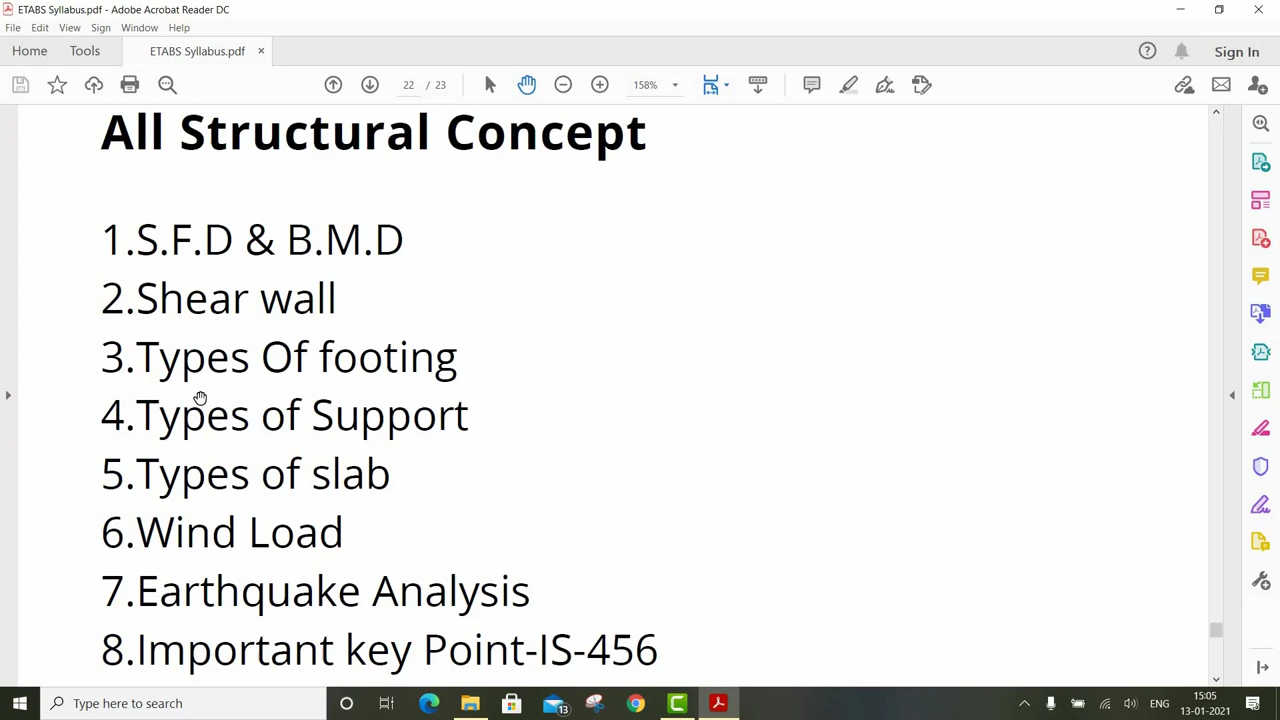 ETABS Syllabus.pdf - Adobe Acrobat Reader DC
File Edit View Sign Window Help
Home Tools ETABS Syllabus.pdf × Sign In
22 / 23 158%
All Structural Concept
1.S.F.D & B.M.D
2.Shear wall
3.Types Of footing
4.Types of Support
5.Types of slab
6.Wind Load
7.Earthquake Analysis
8.Important key Point-IS-456
Type here to search
13
ENG
15:05
13-01-2021